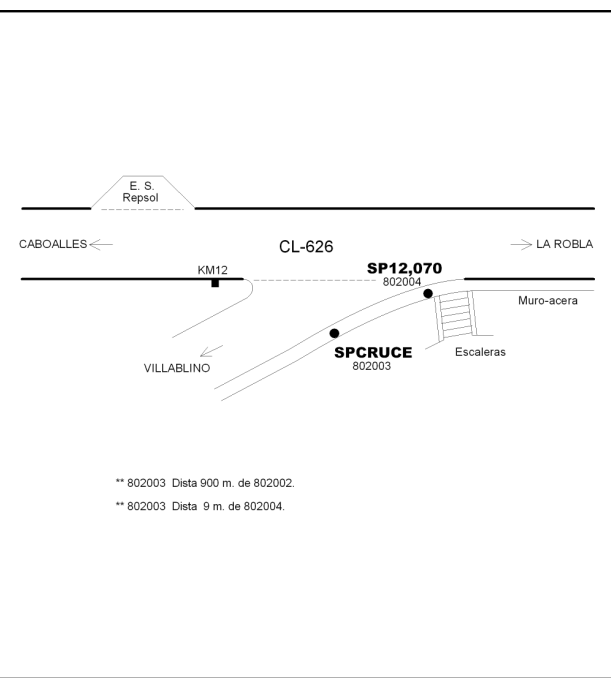 E. S.
Repsol
CABOALLES
CL-626
LA ROBLA
KM12
SP12,070
802004
Muro-acera
SPCRUCE
802003
Escaleras
VILLABLINO
** 802003 Dista 900 m. de 802002.
** 802003 Dista 9 m. de 802004.